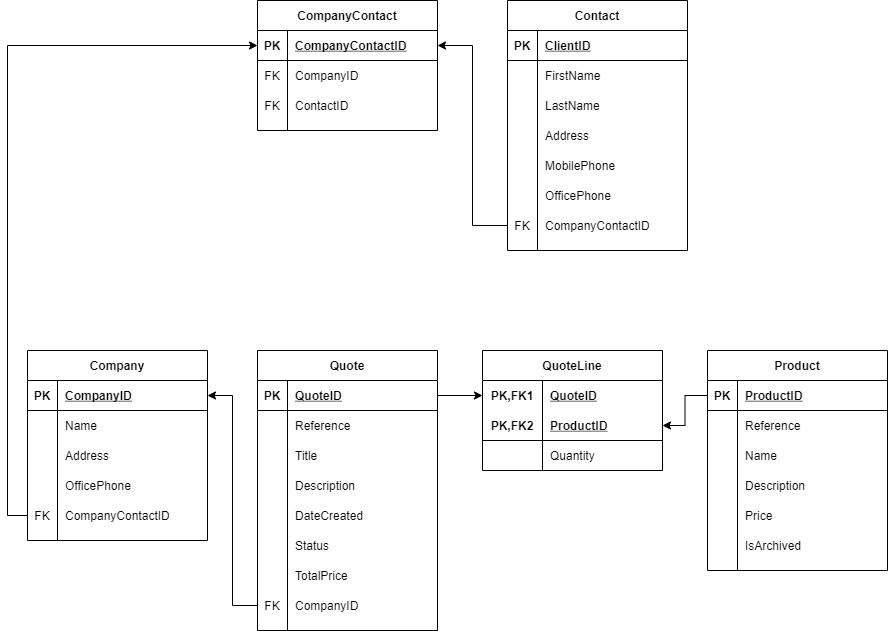 CompanyContact
PK CompanyContactID
FK CompanyID
FK ContactID
Contact
PK ClientID
FirstName
LastName
Address
MobilePhone
OfficePhone
FK CompanyContactID
Company
PK CompanyID
Name
Address
OfficePhone
FK CompanyContactID
Quote
PK QuoteID
Reference
Title
Description
DateCreated
Status
TotalPrice
FK CompanyID
QuoteLine
PK,FK1 QuoteID
PK,FK2 ProductID
Quantity
Product
PK ProductID
Reference
Name
Description
Price
IsArchived